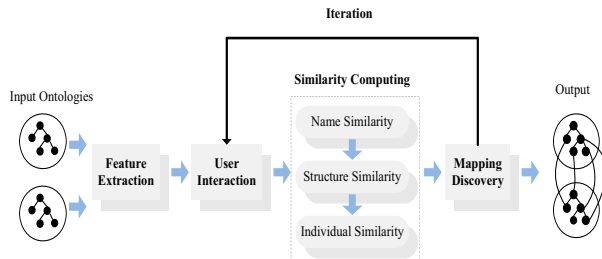 Iteration
Similarity Computing
Input Ontologies
Output
Name Similarity
Feature
Extraction
User
Interaction
Structure Similarity
Mapping
Discovery
Individual Similarity